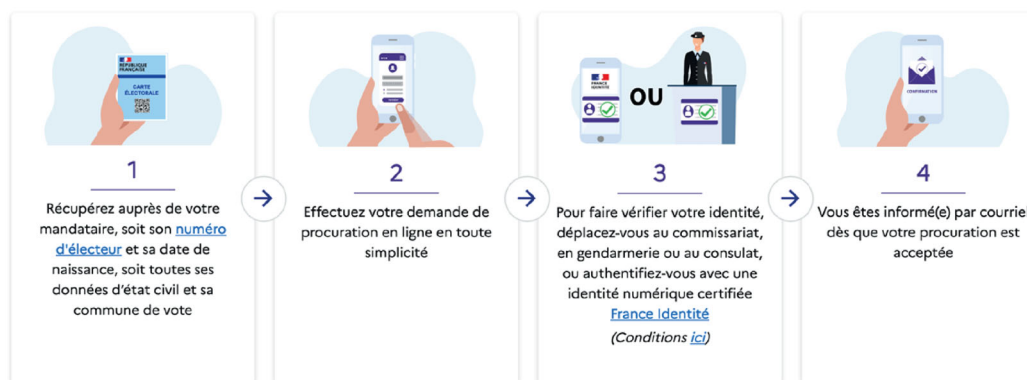 RÉPUBLIQUE
FRANÇAISE
CARTE
ÉLECTORALE
1
Récupérez auprès de votre
mandataire, soit son numéro
d'électeur et sa date de
naissance, soit toutes ses
données d'état civil et sa
commune de vote
2
Effectuez votre demande de
procuration en ligne en toute
simplicité
FRANCE
IDENTITÉ
OU
3
Pour faire vérifier votre identité,
déplacez-vous au commissariat,
en gendarmerie ou au consulat,
ou authentifiez-vous avec une
identité numérique certifiée
France Identité
(Conditions ici)
CONFIRMATION
4
Vous êtes informé(e) par courriel
dès que votre procuration est
acceptée